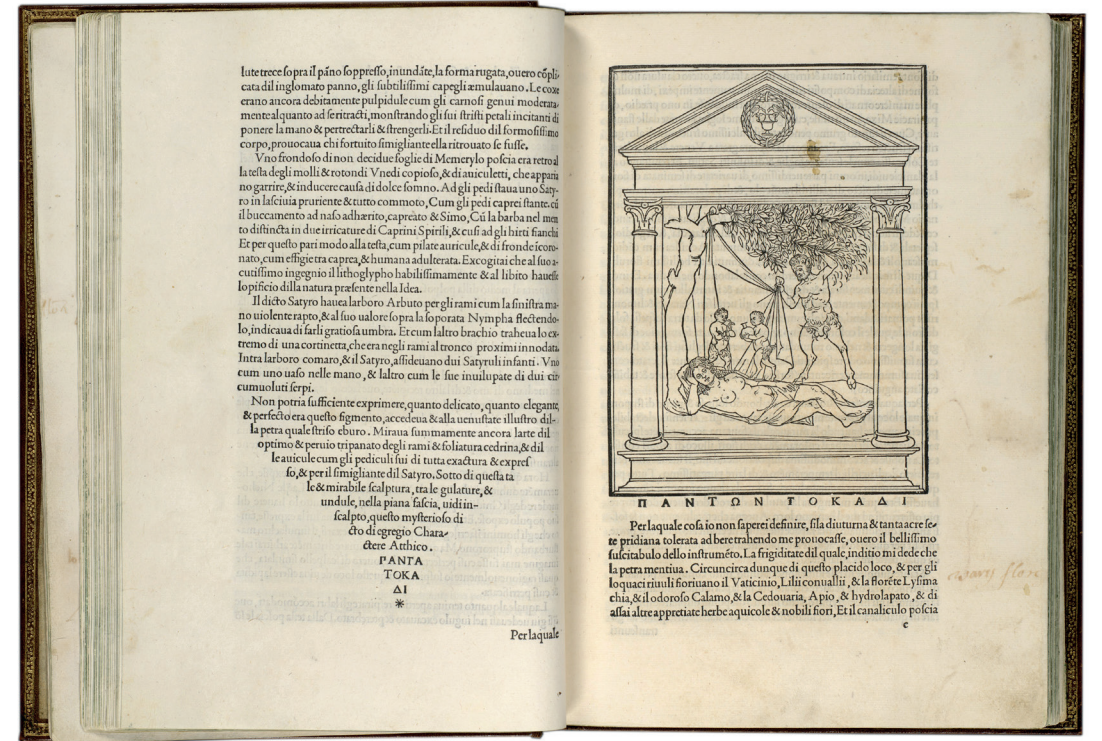 lute trece sopra il pãno soppresso, inundãte, la forma rugata, ouero cõpli-
cata dil inglomato panno, gli subtilissimi capegli æmulauano. Le coxe
erano ancora debitamente pulpidule cum gli carnosi genui moderata-
mente alquanto ad se ritracti, monstrando gli sui stricti petali incitanti di
ponere la mano & pertrectarli & strengerli. Et il residuo dil formosissimo
corpo, prouocaua chi fortuito simigliante ella ritrouato se fusse.
Vno frondoso di non decidue foglie di Memerylo poscia era retro al
la testa degli molli & rotondi Vnedi copioso, & di auiculetti, che apparia
no garrire, & inducere causa di dolce somno. Ad gli pedi staua uno Saty-
ro in lasciuia pruriente & tutto commoto, Cum gli pedi caprei stante. cũ
il buccamento ad naso adhærito, capreato & Simo, Cũ la barba nel men
to distincta in due irricature di Caprini Spirili, & cusi ad gli hirti fianchi
Et per questo pari modo alla testa, cum pilate auricule, & di fronde icoro-
nato, cum effigie tra caprea, & humana adulterata. Excogitai che al suo a-
cutissimo ingegnio il lithoglypho habilissimamente & al libito hauesse
lopificio dilla natura præsente nella Idea.
Il dicto Satyro hauea larboro Arbuto per gli rami cum la sinistra ma-
no uiolente rapto, & al suo ualore sopra la soporata Nympha flectendo-
lo, indicaua di farli gratiosa umbra. Et cum laltro brachio traheua lo ex-
tremo di una cortinetta, che era negli rami al tronco proximi innodata.
Intra larboro comaro, & il Satyro, assideuano dui Satyruli infanti. Vno
cum uno uaso nelle mano, & laltro cum le sue inuilupate di dui cir
cumuoluti serpi.
Non potria sufficiente exprimere, quanto delicato, quanto elegante,
& perfecto era questo figmento, accedeua & alla uenustate illustro dil-
la petra quale striso eburo. Miraua summamente ancora larte dil
optimo & peruio tripanato degli rami & foliatura cedrina, & dil
le auicule cum gli pediculi sui di tutta exactura & expres
so, & per il simigliante dil Satyro. Sotto di questa ta
le & mirabile scalptura, tra le gulature, &
undule, nella piana fascia, uidi in-
scalpto, questo mysterioso di
cto di egregio Chara-
ctere Atthico.
ΠΑΝΤΑ
ΤΟΚΑ
ΔΙ
*
Per laquale
ΠΑΝΤΩΝ ΤΟΚΑΔΙ
Per laquale cosa io non saperei definire, si la diuturna & tanta acre se-
te pridiana tolerata ad bere trahendo me prouocasse, ouero il bellissimo
suscitabulo dello instrumẽto. La frigiditate dil quale, inditio mi dede che
la petra mentiua. Circuncirca dunque di questo placido loco, & per gli
loquaci riuuli fioriuano il Vaticinio, Lilii conuallii, & la florẽte Lysima
chia, & il odoroso Calamo, & la Cedouaria, Apio, & hydrolapato, & di
assai altre appretiate herbe aquicole & nobili fiori, Et il canaliculo poscia
c